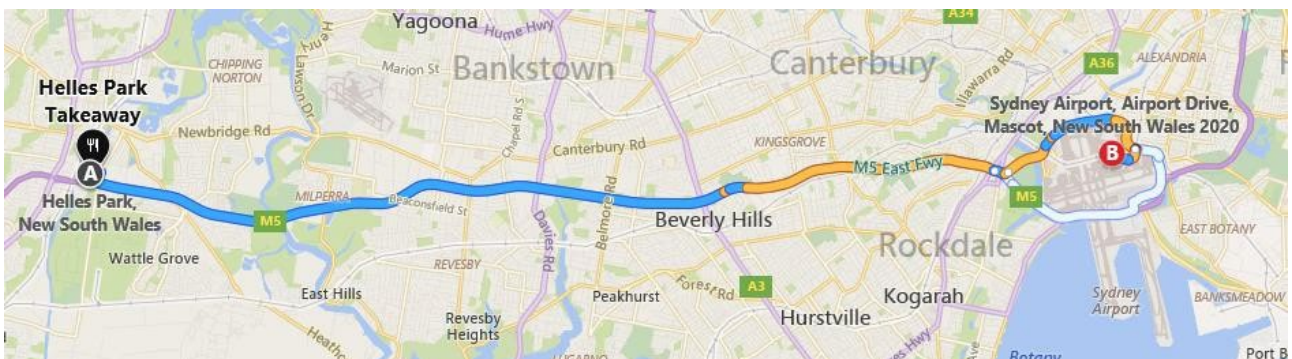 Yagoona
Hume Hwy
Henry
Lawson Dr
CHIPPING
NORTON
Marion St
Bankstown
Canterbury
A34
A36
ALEXANDRIA
Helles Park
Takeaway
Newbridge Rd
Chapel Rd S
Canterbury Rd
KINGSGROVE
Sydney Airport, Airport Drive,
Mascot, New South Wales 2020
A
B
Helles Park,
New South Wales
MILPERRA
Beaconsfield St
M5
M5 East Fwy
M5
Wattle Grove
REVESBY
Davies Rd
Belmore Rd
Beverly Hills
Rockdale
EAST BOTANY
East Hills
Revesby
Heights
Peakhurst
Forest Rd
A3
Hurstville
Kogarah
Sydney
Airport
BANKSMEADOW
Botany
Port B